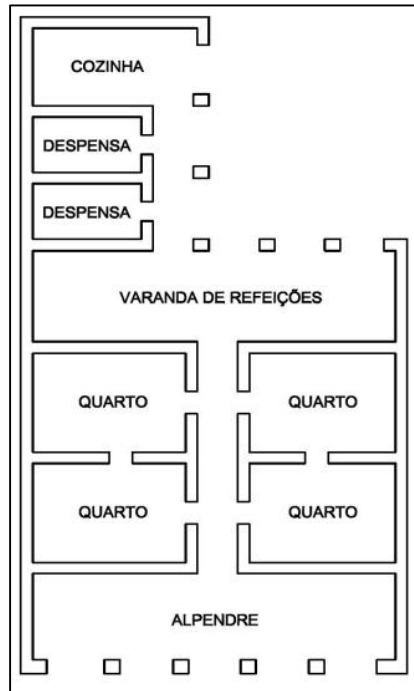 COZINHA
DESPENSA
DESPENSA
VARANDA DE REFEIÇÕES
QUARTO QUARTO
QUARTO QUARTO
ALPENDRE